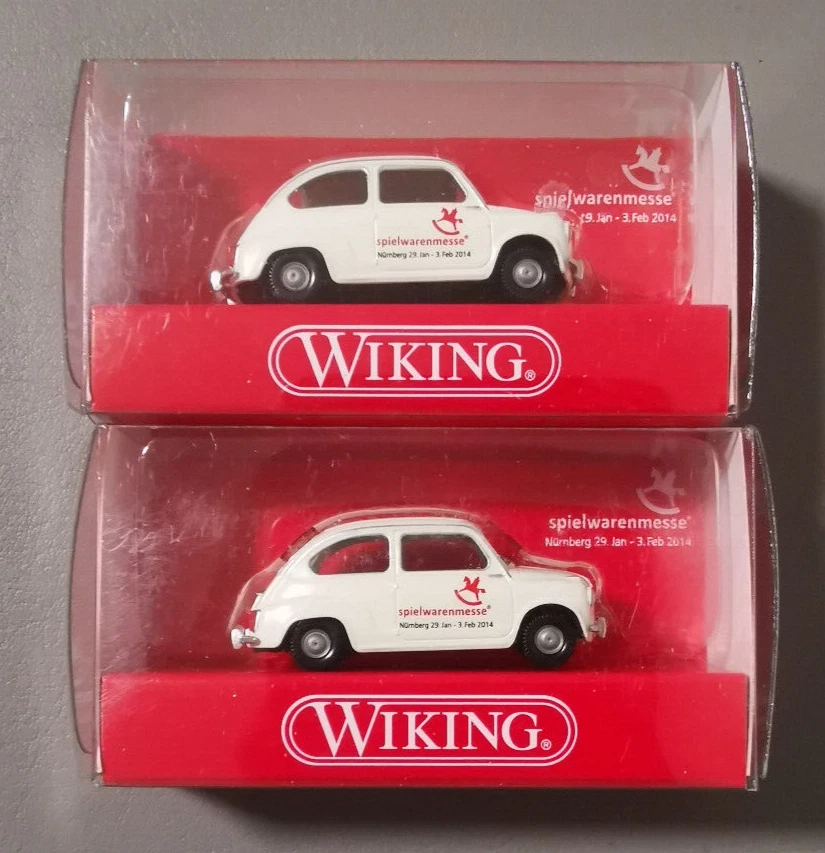 spielwarenmesse®
9. Jan - 3. Feb 2014
spielwarenmesse®
Nürnberg 29. Jan - 3. Feb 2014
WIKING®
spielwarenmesse®
Nürnberg 29. Jan - 3. Feb 2014
spielwarenmesse®
Nürnberg 29. Jan - 3. Feb 2014
WIKING®